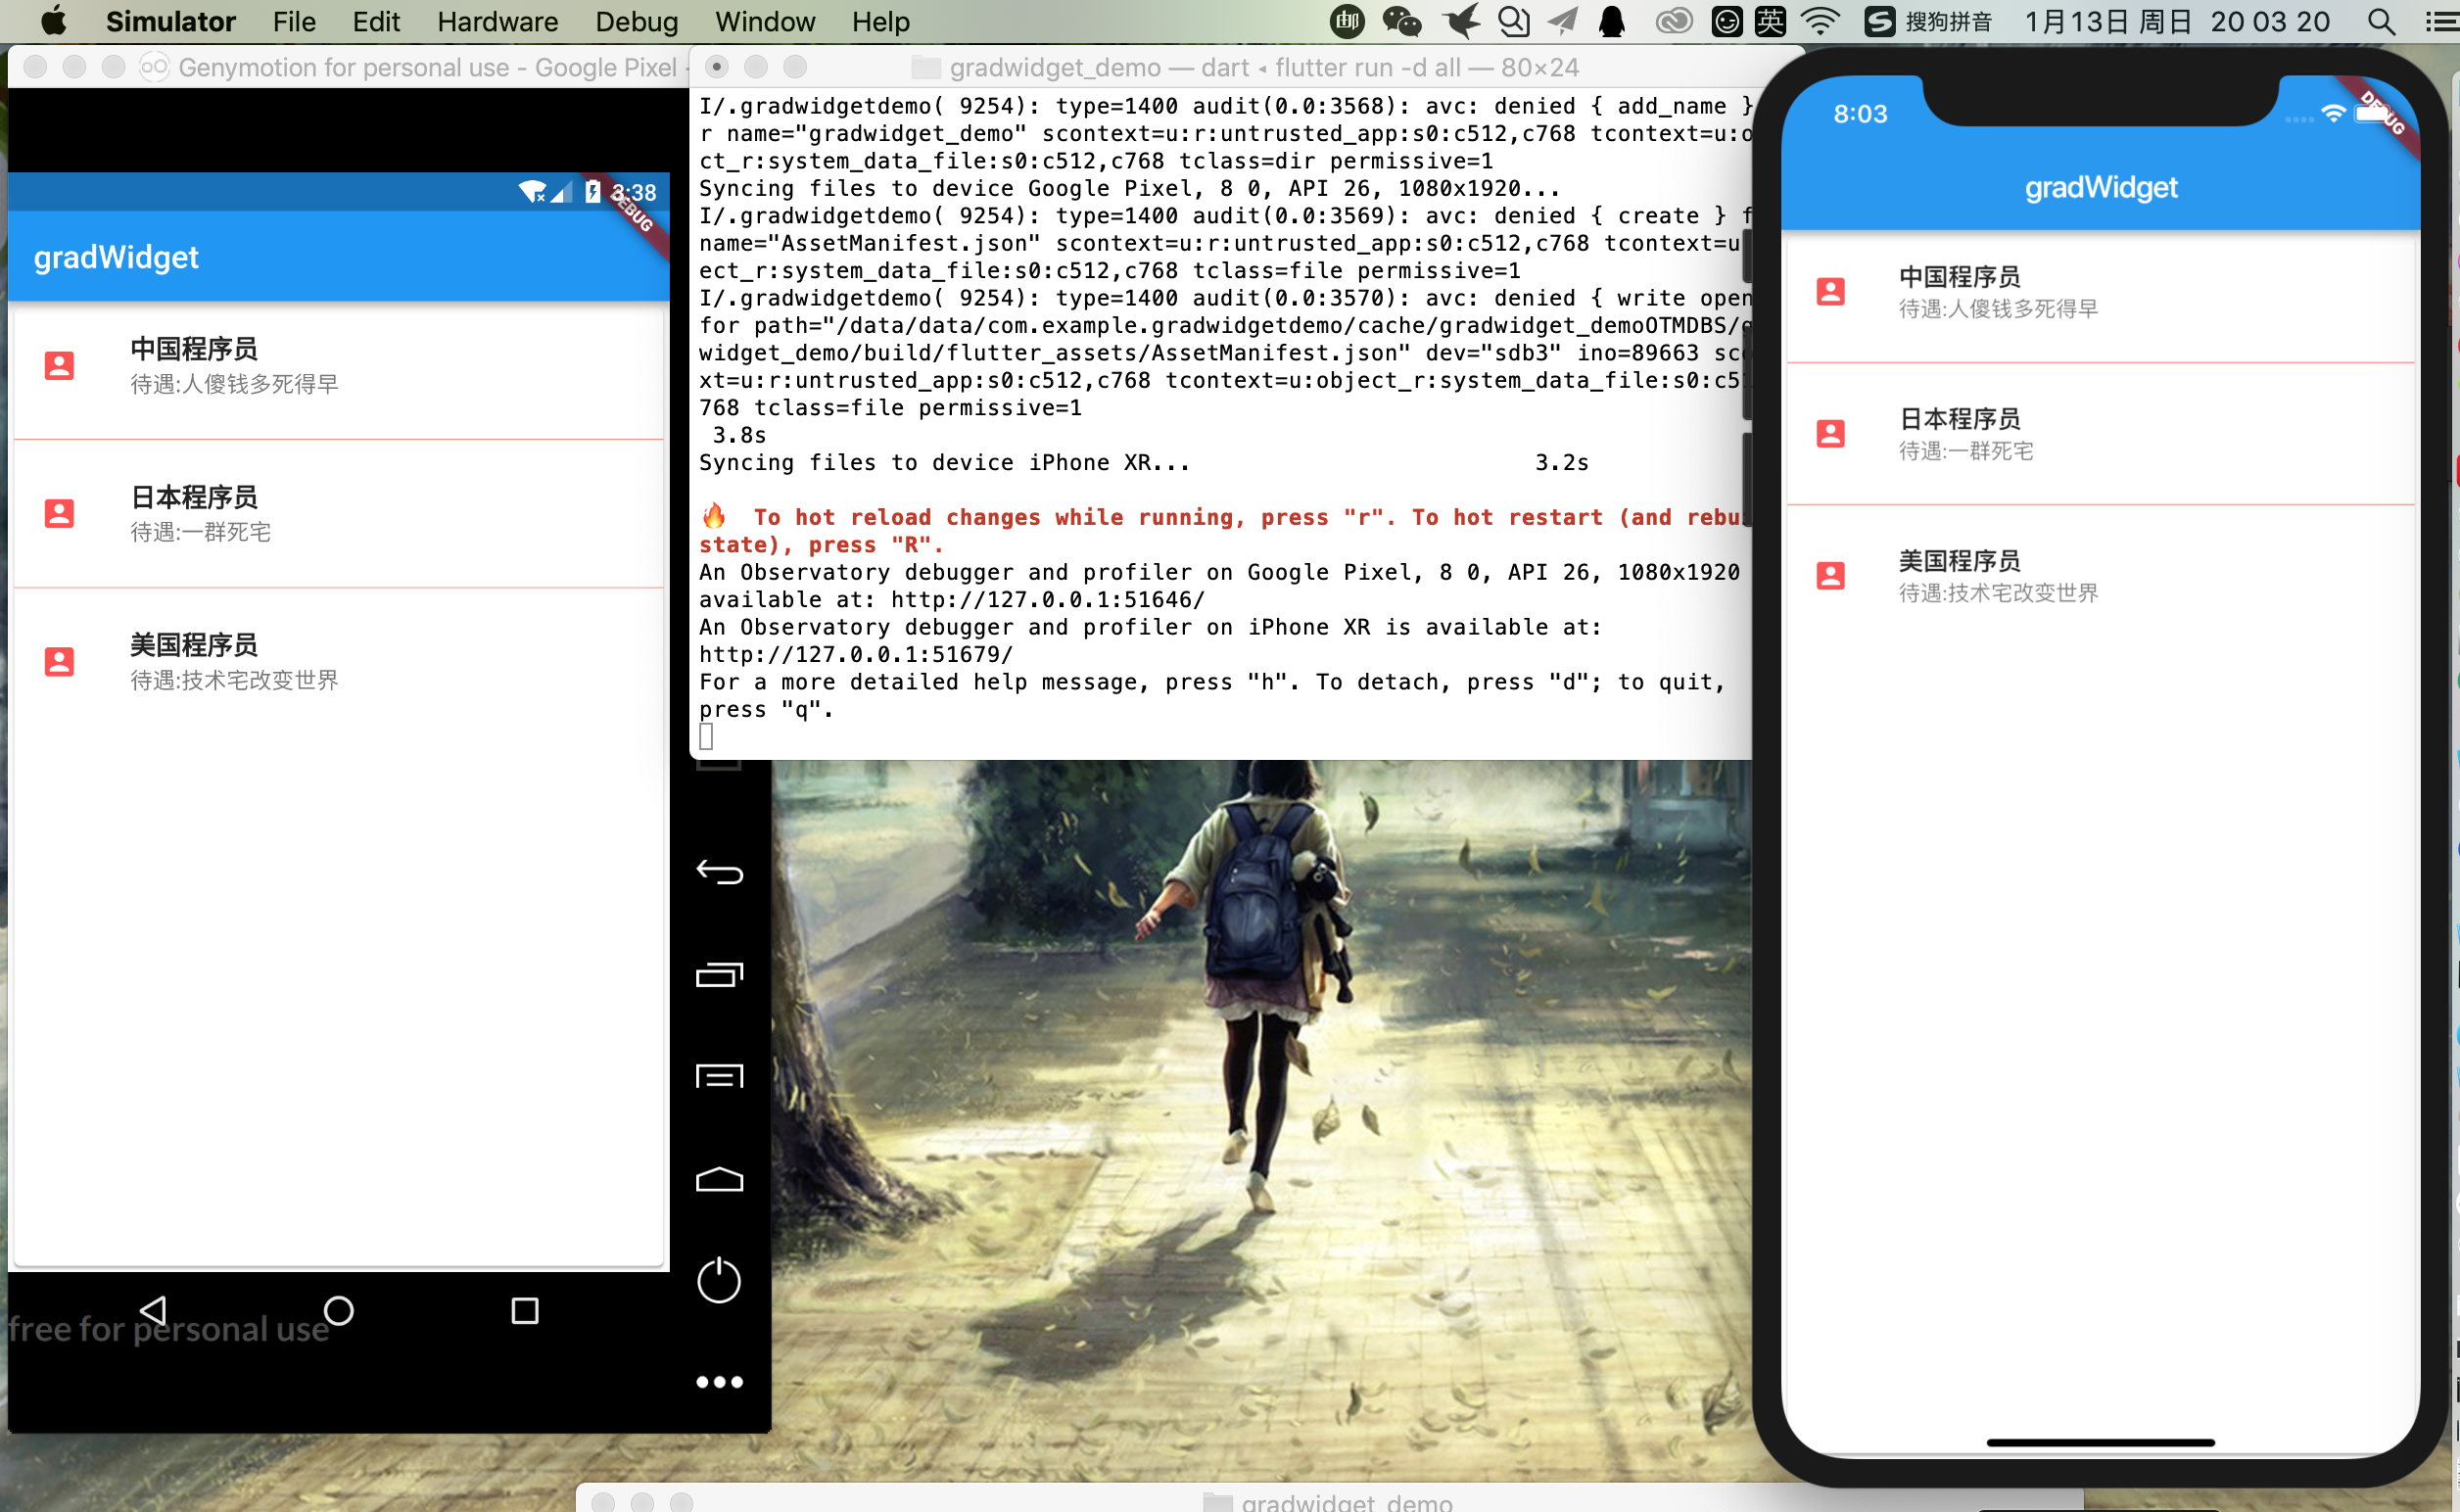 Simulator File Edit Hardware Debug Window Help 英 搜狗拼音 1月13日 周日 20 03 20
Genymotion for personal use - Google Pixel -
3:38
DEBUG
gradWidget
中国程序员
待遇:人傻钱多死得早
日本程序员
待遇:一群死宅
美国程序员
待遇:技术宅改变世界
free for personal use
gradwidget_demo — dart ◂ flutter run -d all — 80×24
I/.gradwidgetdemo( 9254): type=1400 audit(0.0:3568): avc: denied { add_name }
r name="gradwidget_demo" scontext=u:r:untrusted_app:s0:c512,c768 tcontext=u:o
ct_r:system_data_file:s0:c512,c768 tclass=dir permissive=1
Syncing files to device Google Pixel, 8 0, API 26, 1080x1920...
I/.gradwidgetdemo( 9254): type=1400 audit(0.0:3569): avc: denied { create } f
name="AssetManifest.json" scontext=u:r:untrusted_app:s0:c512,c768 tcontext=u
ect_r:system_data_file:s0:c512,c768 tclass=file permissive=1
I/.gradwidgetdemo( 9254): type=1400 audit(0.0:3570): avc: denied { write open
for path="/data/data/com.example.gradwidgetdemo/cache/gradwidget_demoOTMDBS/g
widget_demo/build/flutter_assets/AssetManifest.json" dev="sdb3" ino=89663 sco
xt=u:r:untrusted_app:s0:c512,c768 tcontext=u:object_r:system_data_file:s0:c51
768 tclass=file permissive=1
3.8s
Syncing files to device iPhone XR... 3.2s
🔥 To hot reload changes while running, press "r". To hot restart (and rebu
state), press "R".
An Observatory debugger and profiler on Google Pixel, 8 0, API 26, 1080x1920
available at: http://127.0.0.1:51646/
An Observatory debugger and profiler on iPhone XR is available at:
http://127.0.0.1:51679/
For a more detailed help message, press "h". To detach, press "d"; to quit,
press "q".
gradwidget_demo
8:03
DEBUG
gradWidget
中国程序员
待遇:人傻钱多死得早
日本程序员
待遇:一群死宅
美国程序员
待遇:技术宅改变世界